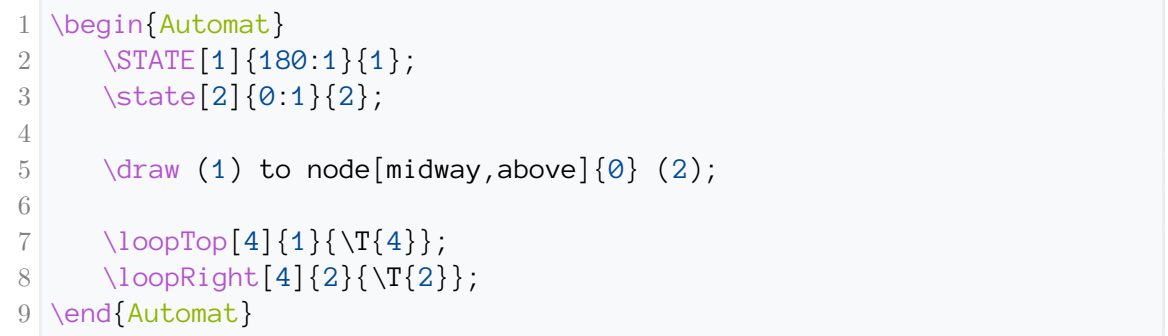 1 \begin{Automat}
2     \STATE[1]{180:1}{1};
3     \state[2]{0:1}{2};
4
5     \draw (1) to node[midway,above]{0} (2);
6
7     \loopTop[4]{1}{\T{4}};
8     \loopRight[4]{2}{\T{2}};
9 \end{Automat}